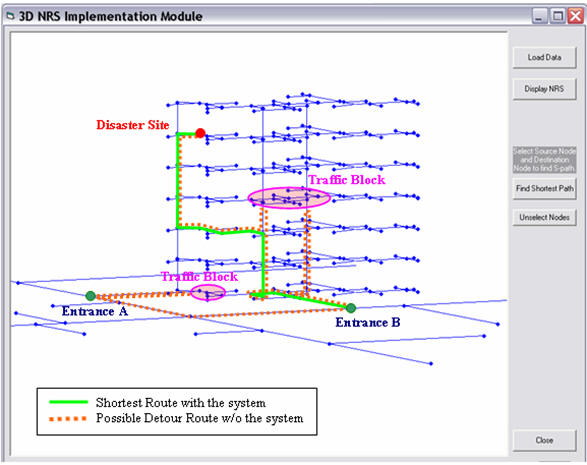 3D NRS Implementation Module
Load Data
Display NRS
Select Source Node
and Destination
Node to find S-path
Find Shortest Path
Unselect Nodes
Disaster Site
Traffic Block
Traffic Block
Entrance A
Entrance B
Shortest Route with the system
Possible Detour Route w/o the system
Close